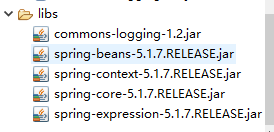 libs
commons-logging-1.2.jar
spring-beans-5.1.7.RELEASE.jar
spring-context-5.1.7.RELEASE.jar
spring-core-5.1.7.RELEASE.jar
spring-expression-5.1.7.RELEASE.jar